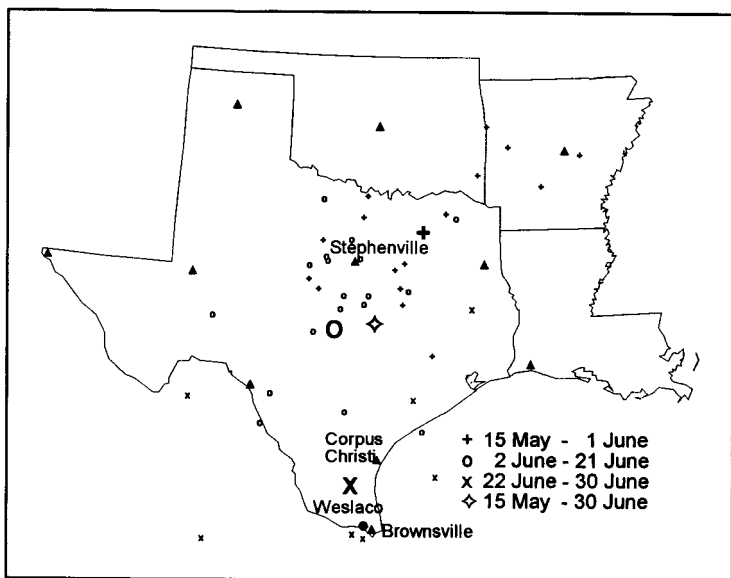 Stephenville
Corpus
Christi
Weslaco
Brownsville
+ 15 May - 1 June
o 2 June - 21 June
x 22 June - 30 June
✧ 15 May - 30 June